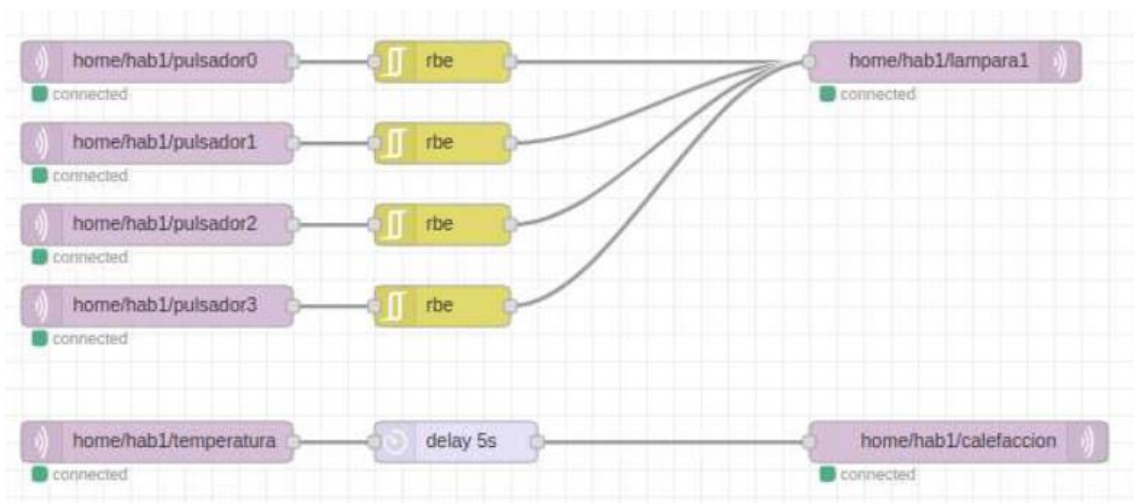 home/hab1/pulsador0
rbe
home/hab1/lampara1
connected
connected
home/hab1/pulsador1
rbe
connected
home/hab1/pulsador2
rbe
connected
home/hab1/pulsador3
rbe
connected
home/hab1/temperatura
delay 5s
home/hab1/calefaccion
connected
connected